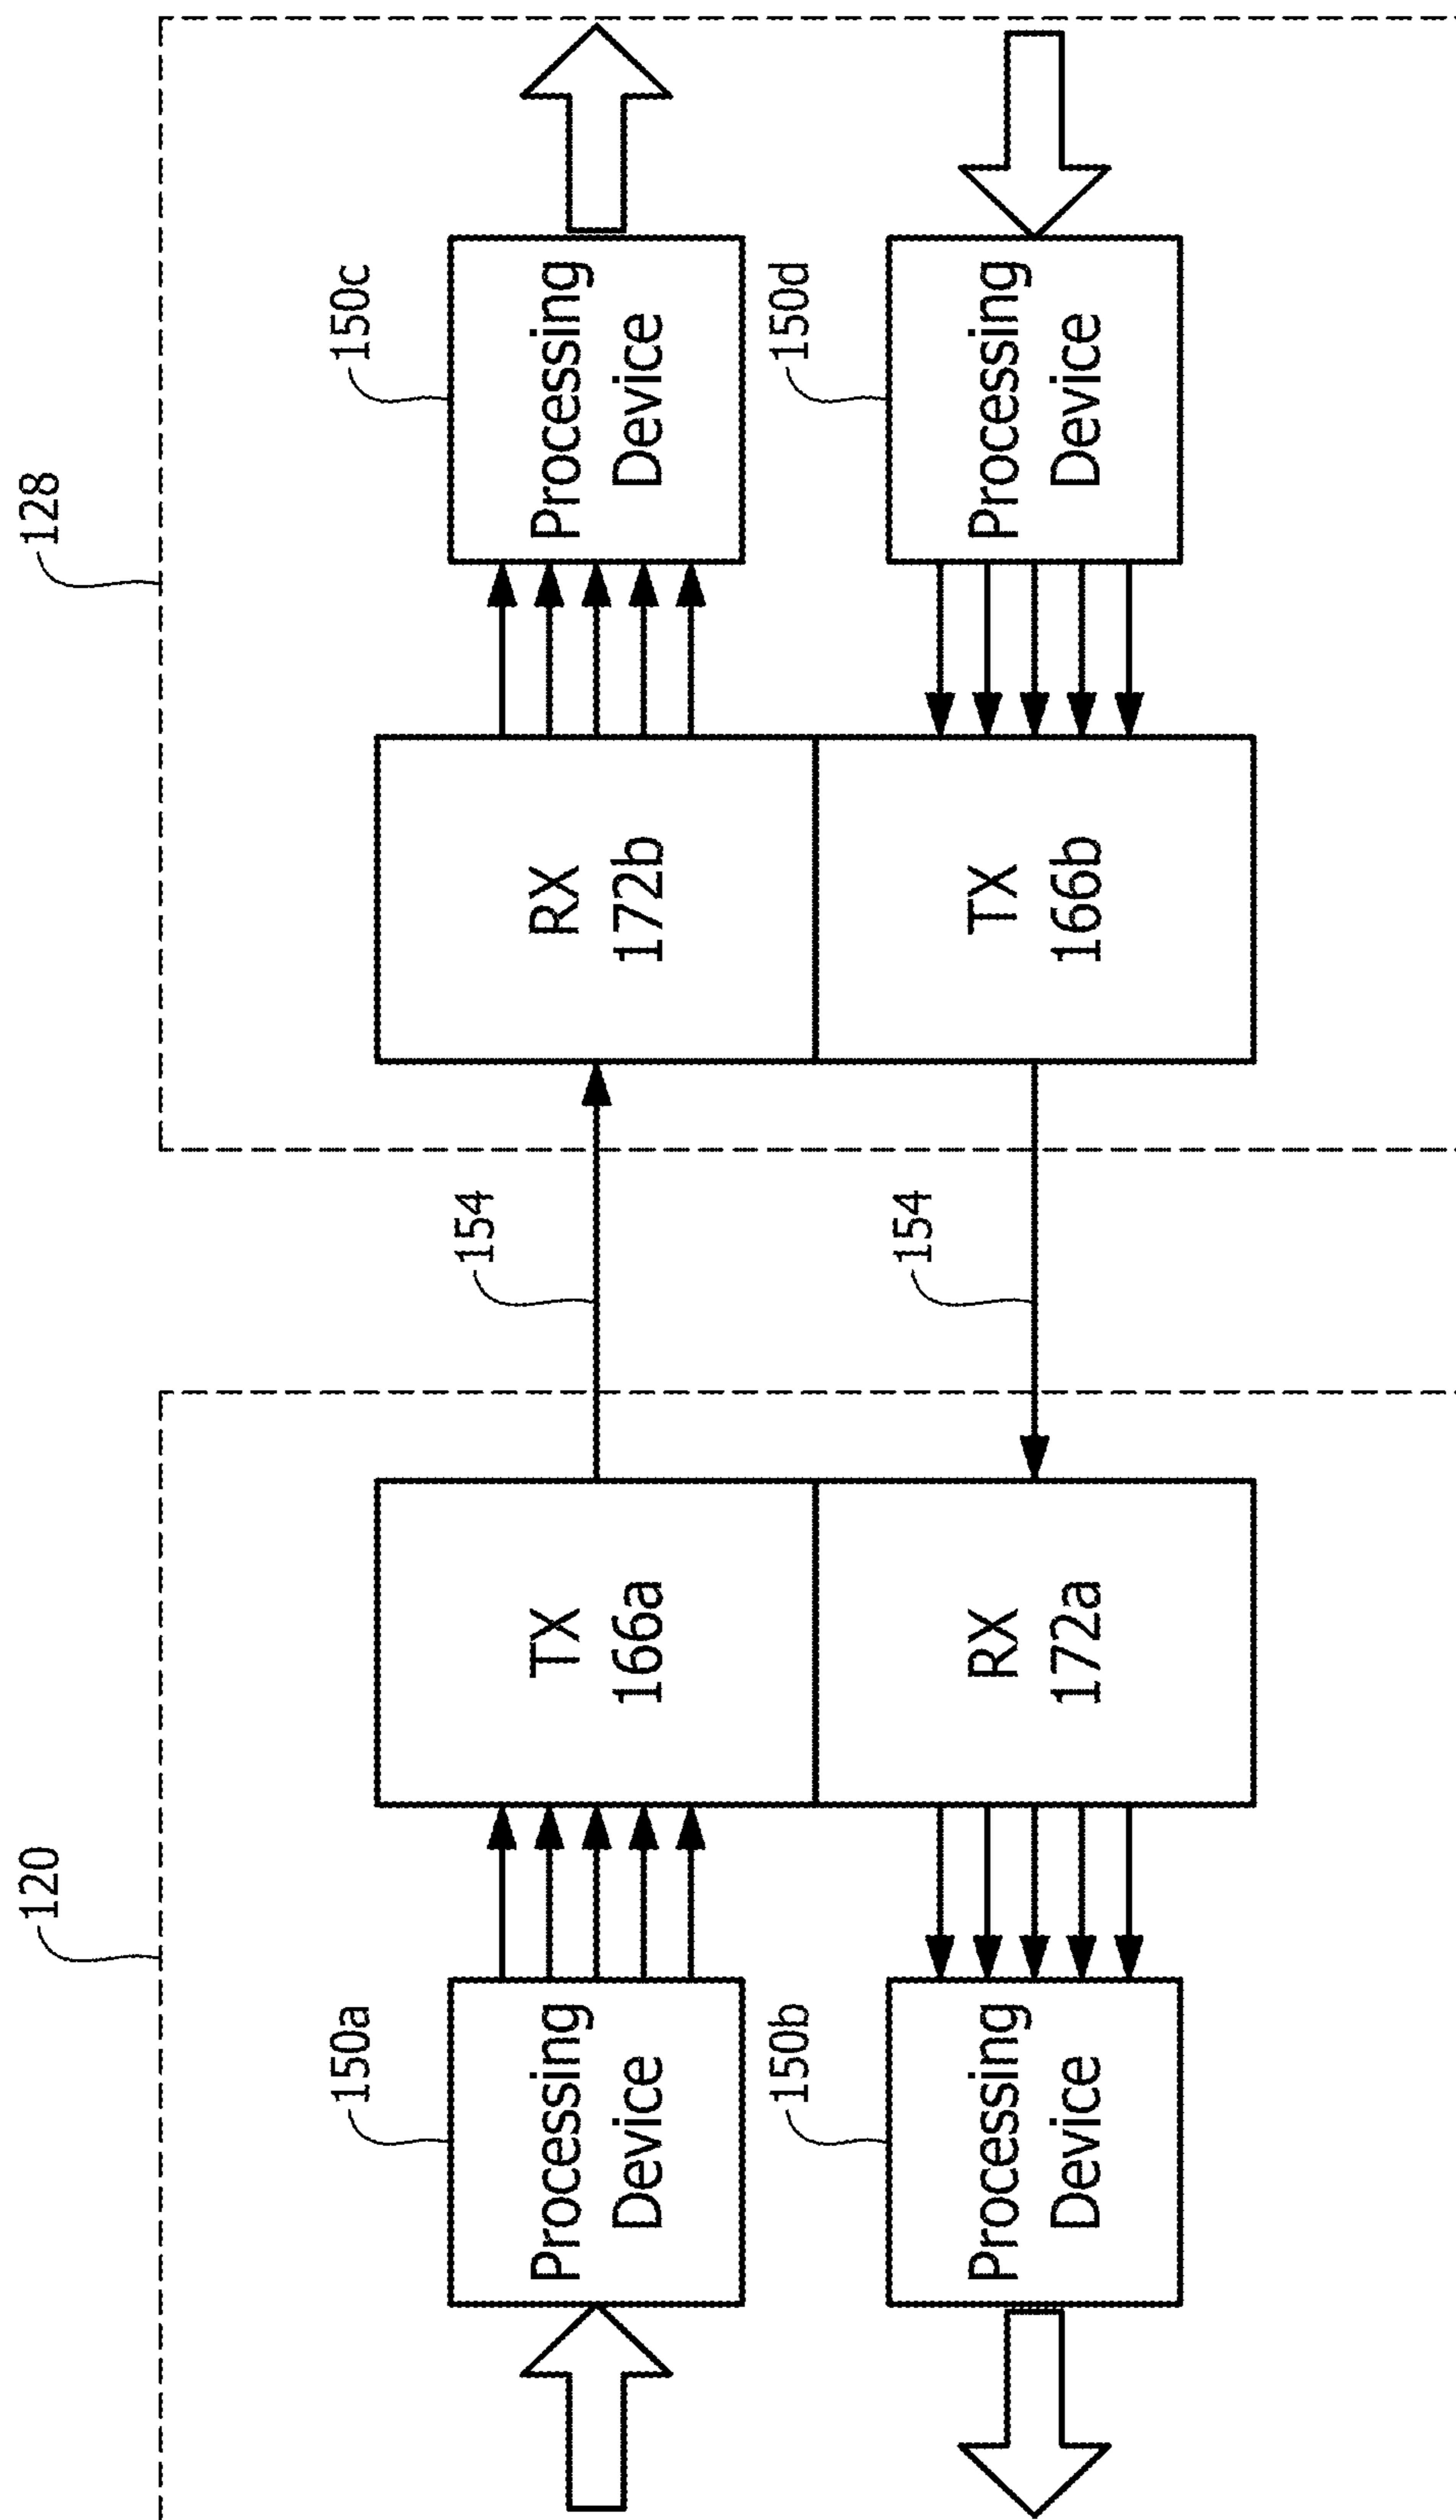 120
128
150a
Processing
Device
TX
166a
154
RX
172b
150c
Processing
Device
150b
Processing
Device
RX
172a
154
TX
166b
150d
Processing
Device